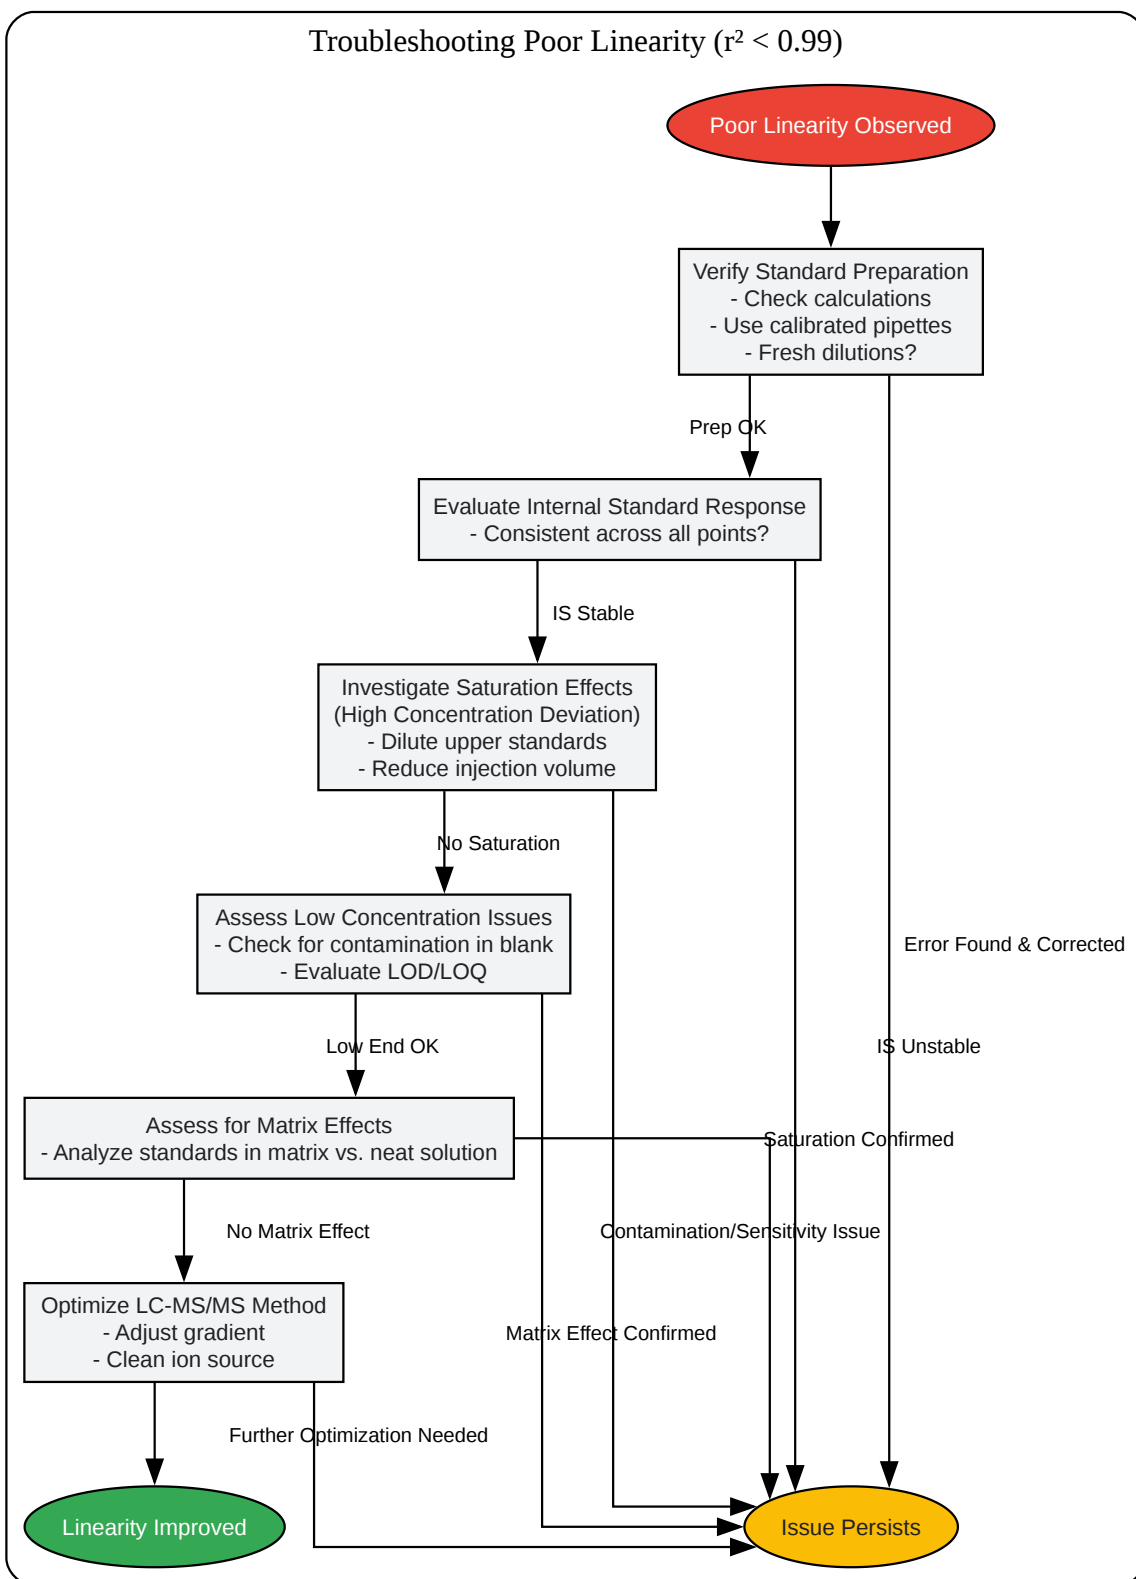 Troubleshooting Poor Linearity (r² < 0.99)
Poor Linearity Observed
Verify Standard Preparation
- Check calculations
- Use calibrated pipettes
- Fresh dilutions?
Prep OK
Evaluate Internal Standard Response
- Consistent across all points?
IS Stable
Investigate Saturation Effects
(High Concentration Deviation)
- Dilute upper standards
- Reduce injection volume
No Saturation
Assess Low Concentration Issues
- Check for contamination in blank
- Evaluate LOD/LOQ
Error Found & Corrected
Low End OK
IS Unstable
Assess for Matrix Effects
- Analyze standards in matrix vs. neat solution
Saturation Confirmed
No Matrix Effect
Contamination/Sensitivity Issue
Optimize LC-MS/MS Method
- Adjust gradient
- Clean ion source
Matrix Effect Confirmed
Further Optimization Needed
Linearity Improved
Issue Persists